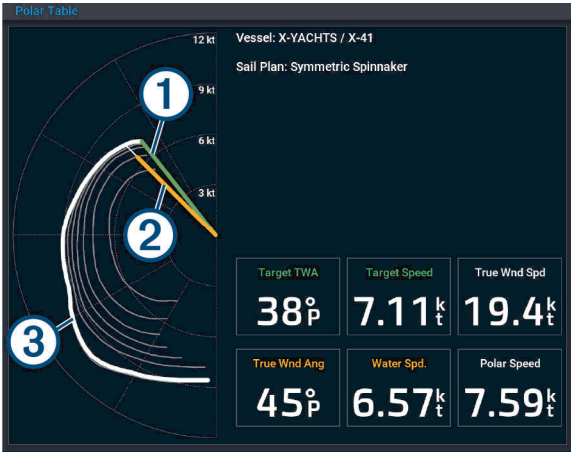 Polar Table
Vessel: X-YACHTS / X-41
Sail Plan: Symmetric Spinnaker
12 kt
9 kt
6 kt
3 kt
1
2
3
Target TWA
38°P
Target Speed
7.11kt
True Wnd Spd
19.4kt
True Wnd Ang
45°P
Water Spd.
6.57kt
Polar Speed
7.59kt